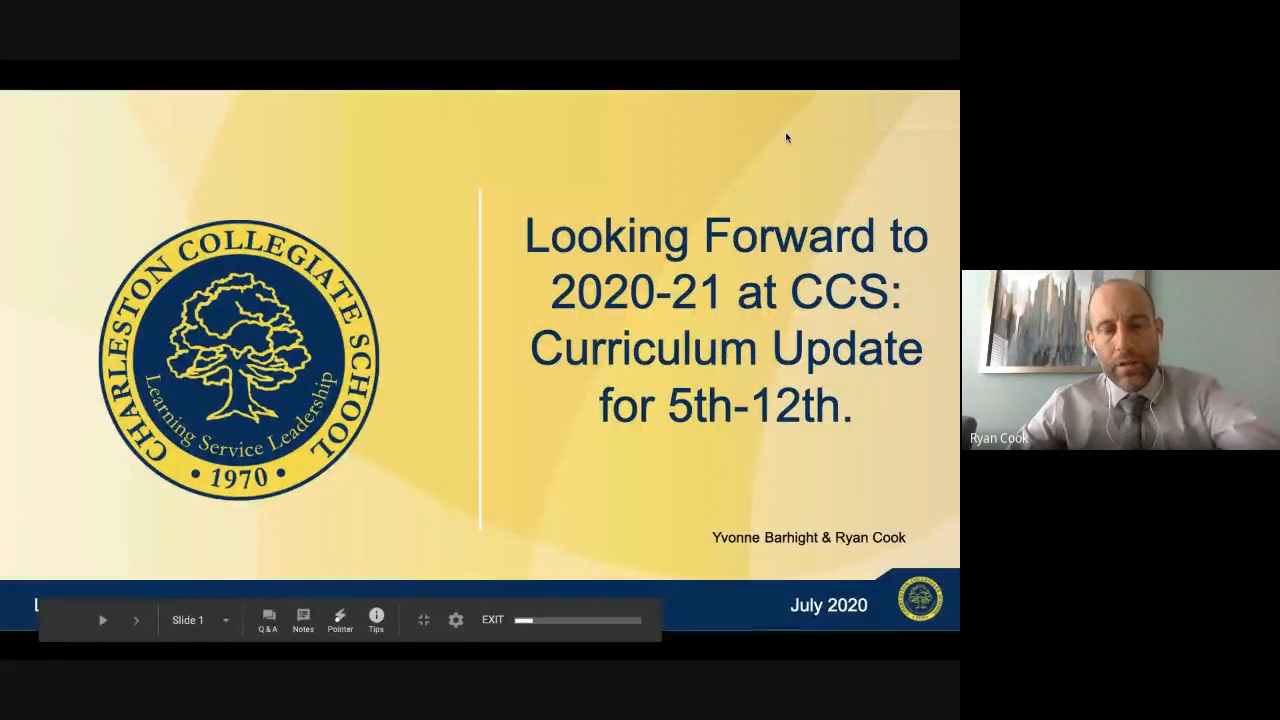 Looking Forward to
2020-21 at CCS:
Curriculum Update
for 5th-12th.
CHARLESTON COLLEGIATE SCHOOL
Learning Service Leadership
• 1970 •
Yvonne Barhight & Ryan Cook
Ryan Cook
L
July 2020
Slide 1
Q & A
Notes
Pointer
Tips
EXIT